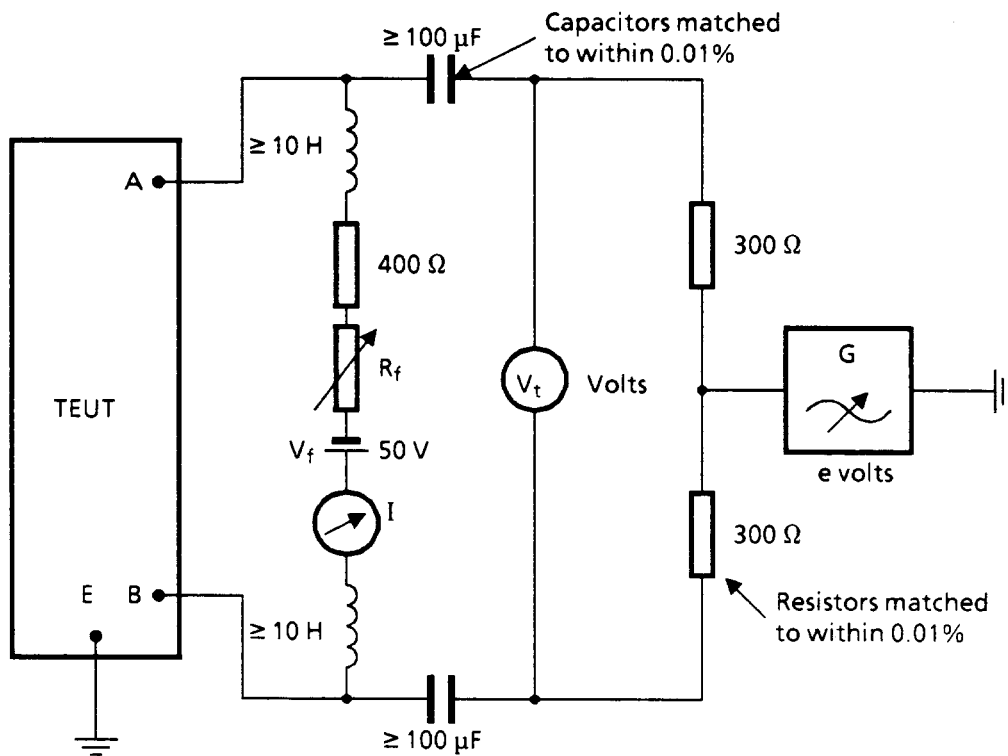 ≥ 100 µF
Capacitors matched
to within 0.01%
≥ 10 H
A
400 Ω
300 Ω
R_f
G
V_t Volts
TEUT
V_f 50 V
e volts
I
300 Ω
E B
≥ 10 H
Resistors matched
to within 0.01%
≥ 100 µF